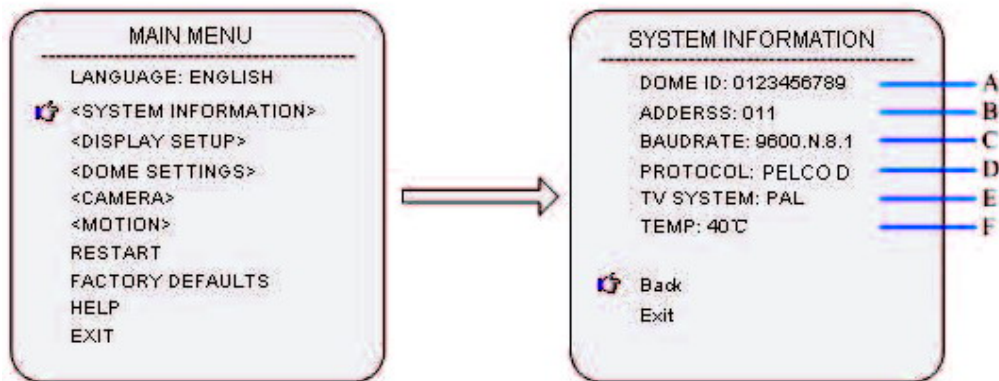 MAIN MENU
LANGUAGE: ENGLISH
<SYSTEM INFORMATION>
<DISPLAY SETUP>
<DOME SETTINGS>
<CAMERA>
<MOTION>
RESTART
FACTORY DEFAULTS
HELP
EXIT
SYSTEM INFORMATION
DOME ID: 0123456789 A
ADDERSS: 011 B
BAUDRATE: 9600.N.8.1 C
PROTOCOL: PELCO D D
TV SYSTEM: PAL E
TEMP: 40℃ F
Back
Exit